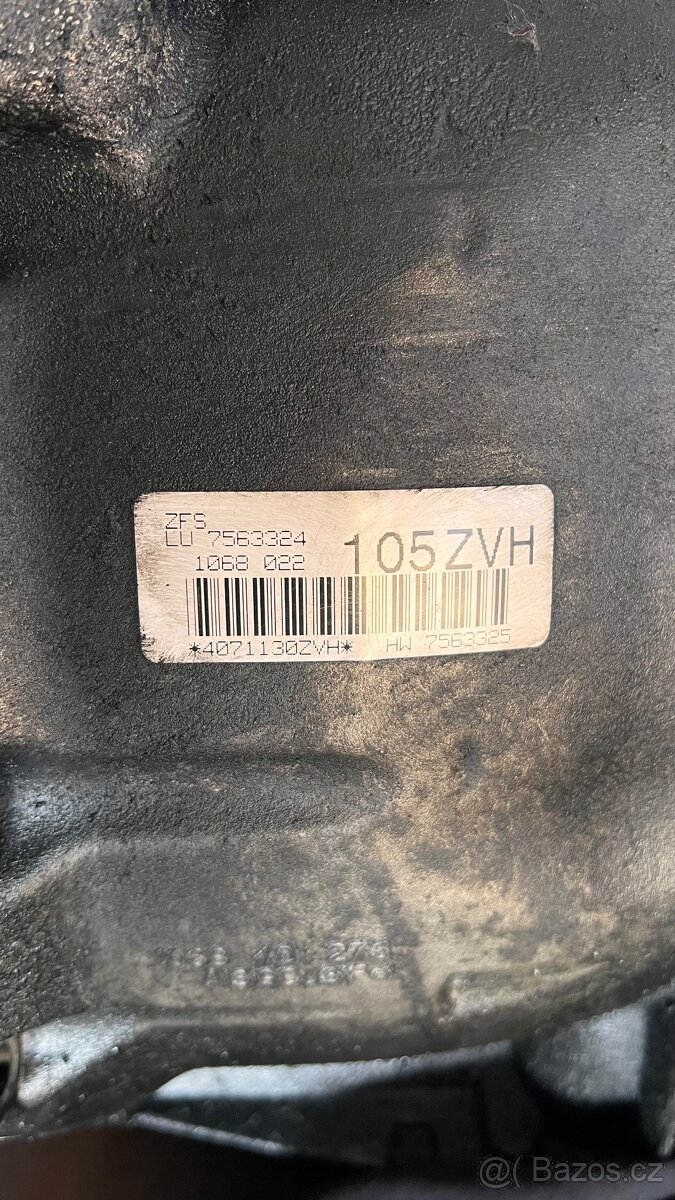 ZFS
LU 7563324
1068 022
105ZVH
*4071130ZVH* HW 7563325
@ Bazos.cz